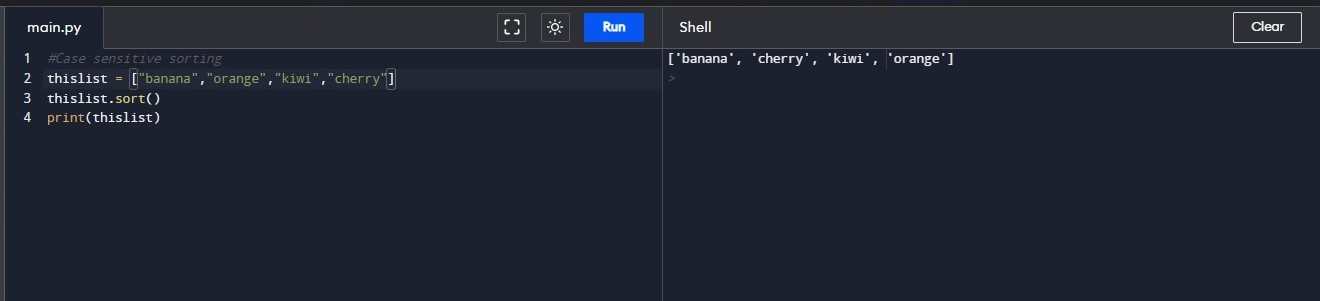 main.py
Run
Shell
Clear
1 #Case sensitive sorting
2 thislist = ["banana","orange","kiwi","cherry"]
3 thislist.sort()
4 print(thislist)
['banana', 'cherry', 'kiwi', 'orange']
>